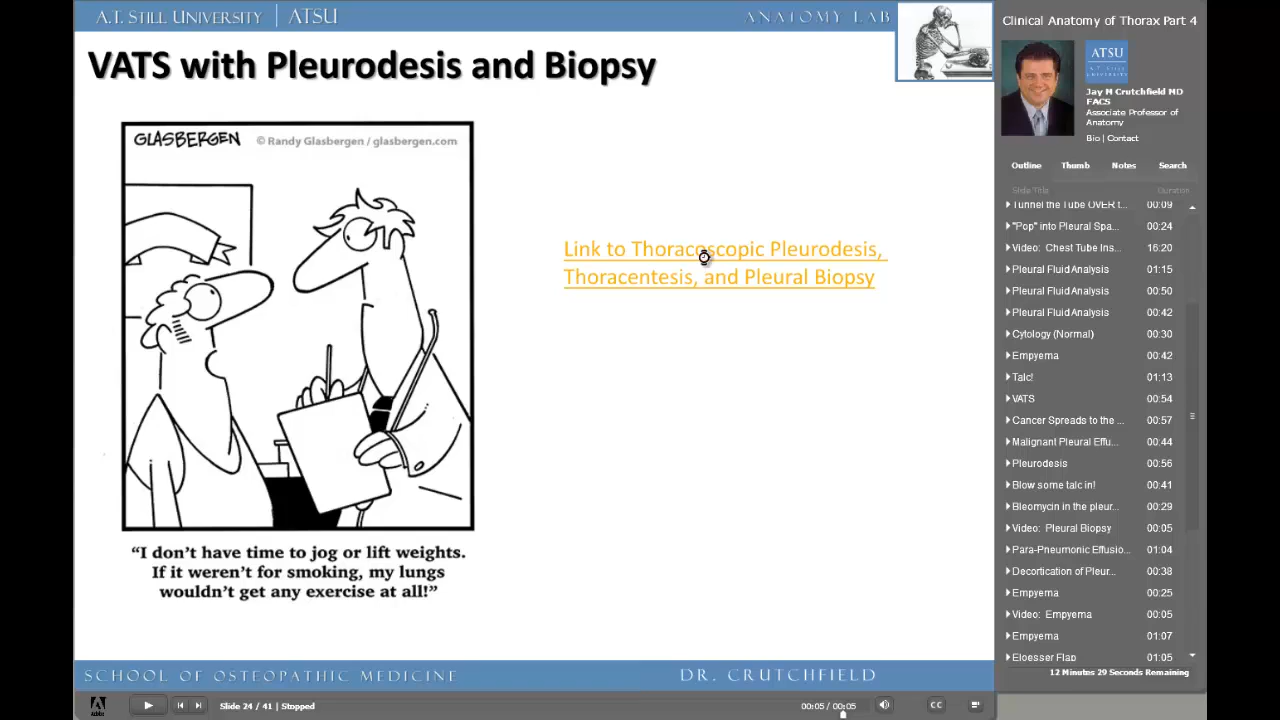 A.T. STILL UNIVERSITY | ATSU
ANATOMY LAB
VATS with Pleurodesis and Biopsy
GLASBERGEN
© Randy Glasbergen / glasbergen.com
"I don't have time to jog or lift weights.
If it weren't for smoking, my lungs
wouldn't get any exercise at all!"
Link to Thoracoscopic Pleurodesis,
Thoracentesis, and Pleural Biopsy
SCHOOL OF OSTEOPATHIC MEDICINE
DR. CRUTCHFIELD
Clinical Anatomy of Thorax Part 4
ATSU
A.T. STILL
UNIVERSITY
Jay M Crutchfield MD
FACS
Associate Professor of
Anatomy
Bio | Contact
Outline Thumb Notes Search
Slide Title Duration
Tunnel the Tube OVER t... 00:09
"Pop" into Pleural Spa... 00:24
Video: Chest Tube Ins... 16:20
Pleural Fluid Analysis 01:15
Pleural Fluid Analysis 00:50
Pleural Fluid Analysis 00:42
Cytology (Normal) 00:30
Empyema 00:42
Talc! 01:13
VATS 00:54
Cancer Spreads to the ... 00:57
Malignant Pleural Effu... 00:44
Pleurodesis 00:56
Blow some talc in! 00:41
Bleomycin in the pleur... 00:29
Video: Pleural Biopsy 00:05
Para-Pneumonic Effusio... 01:04
Decortication of Pleur... 00:38
Empyema 00:25
Video: Empyema 00:05
Empyema 01:07
Eloesser Flap 01:05
12 Minutes 29 Seconds Remaining
Adobe
Slide 24 / 41 | Stopped
00:05 / 00:05
CC